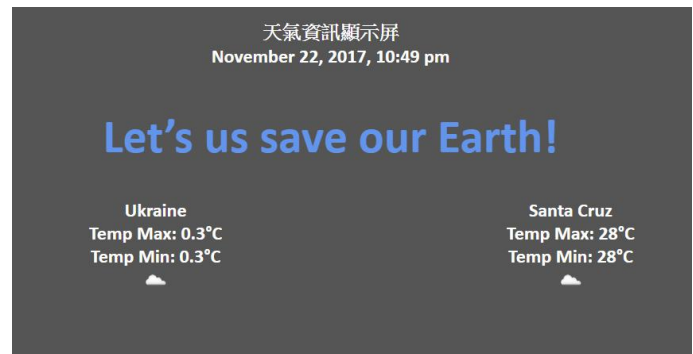 天氣資訊顯示屏
November 22, 2017, 10:49 pm
Let's us save our Earth!
Ukraine
Temp Max: 0.3°C
Temp Min: 0.3°C
Santa Cruz
Temp Max: 28°C
Temp Min: 28°C